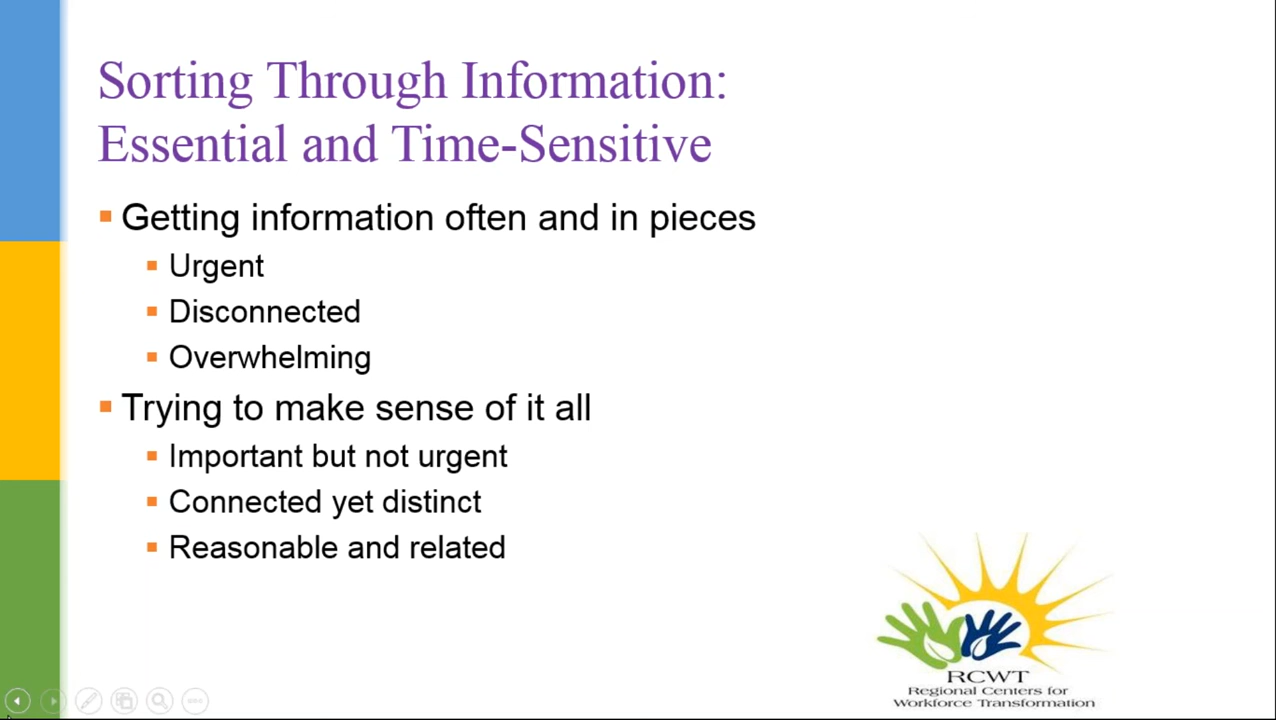 Sorting Through Information:
Essential and Time-Sensitive
Getting information often and in pieces
Urgent
Disconnected
Overwhelming
Trying to make sense of it all
Important but not urgent
Connected yet distinct
Reasonable and related
RCWT
Regional Centers for
Workforce Transformation